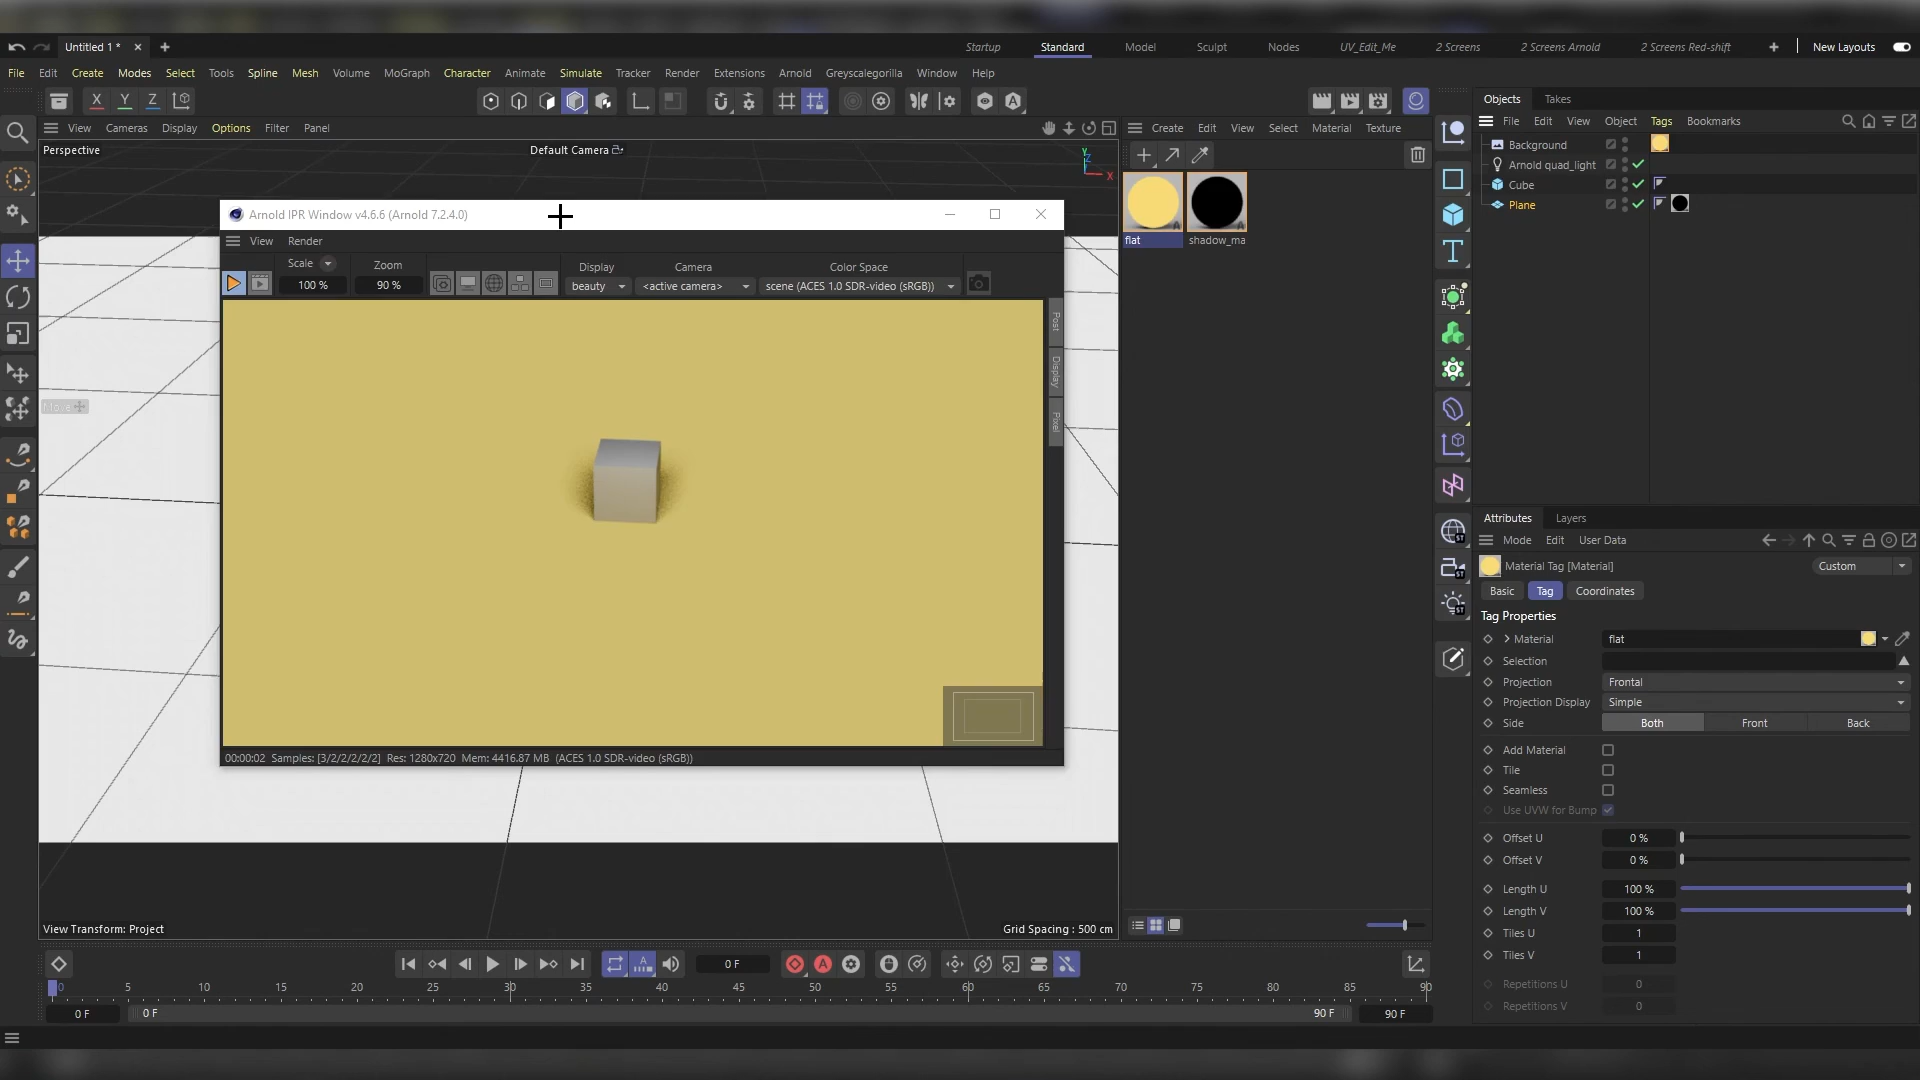 Untitled 1 *
Startup Standard Model Sculpt Nodes UV_Edit_Me 2 Screens 2 Screens Arnold 2 Screens Red-shift New Layouts
File Edit Create Modes Select Tools Spline Mesh Volume MoGraph Character Animate Simulate Tracker Render Extensions Arnold Greyscalegorilla Window Help
X Y Z
View Cameras Display Options Filter Panel
Perspective
Default Camera
Y
Z
X
Arnold IPR Window v4.6.6 (Arnold 7.2.4.0)
View Render
Scale Zoom Display Camera Color Space
100 % 90 % beauty <active camera> scene (ACES 1.0 SDR-video (sRGB))
Post
Display
Pixel
Move
00:00:02 Samples: [3/2/2/2/2/2] Res: 1280x720 Mem: 4416.87 MB (ACES 1.0 SDR-video (sRGB))
View Transform: Project
Grid Spacing : 500 cm
Create Edit View Select Material Texture
flat shadow_ma
Objects Takes
File Edit View Object Tags Bookmarks
Background
Arnold quad_light
Cube
Plane
Attributes Layers
Mode Edit User Data
Material Tag [Material]
Custom
Basic Tag Coordinates
Tag Properties
Material flat
Selection
Projection Frontal
Projection Display Simple
Side Both Front Back
Add Material
Tile
Seamless
Use UVW for Bump
Offset U 0 %
Offset V 0 %
Length U 100 %
Length V 100 %
Tiles U 1
Tiles V 1
Repetitions U 0
Repetitions V 0
0 F
0 5 10 15 20 25 30 35 40 45 50 55 60 65 70 75 80 85 90
0 F 0 F 90 F 90 F